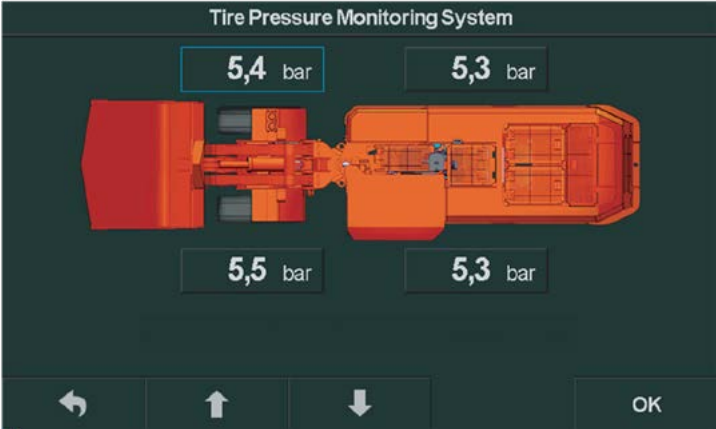 Tire Pressure Monitoring System
5,4 bar 5,3 bar
5,5 bar 5,3 bar
OK